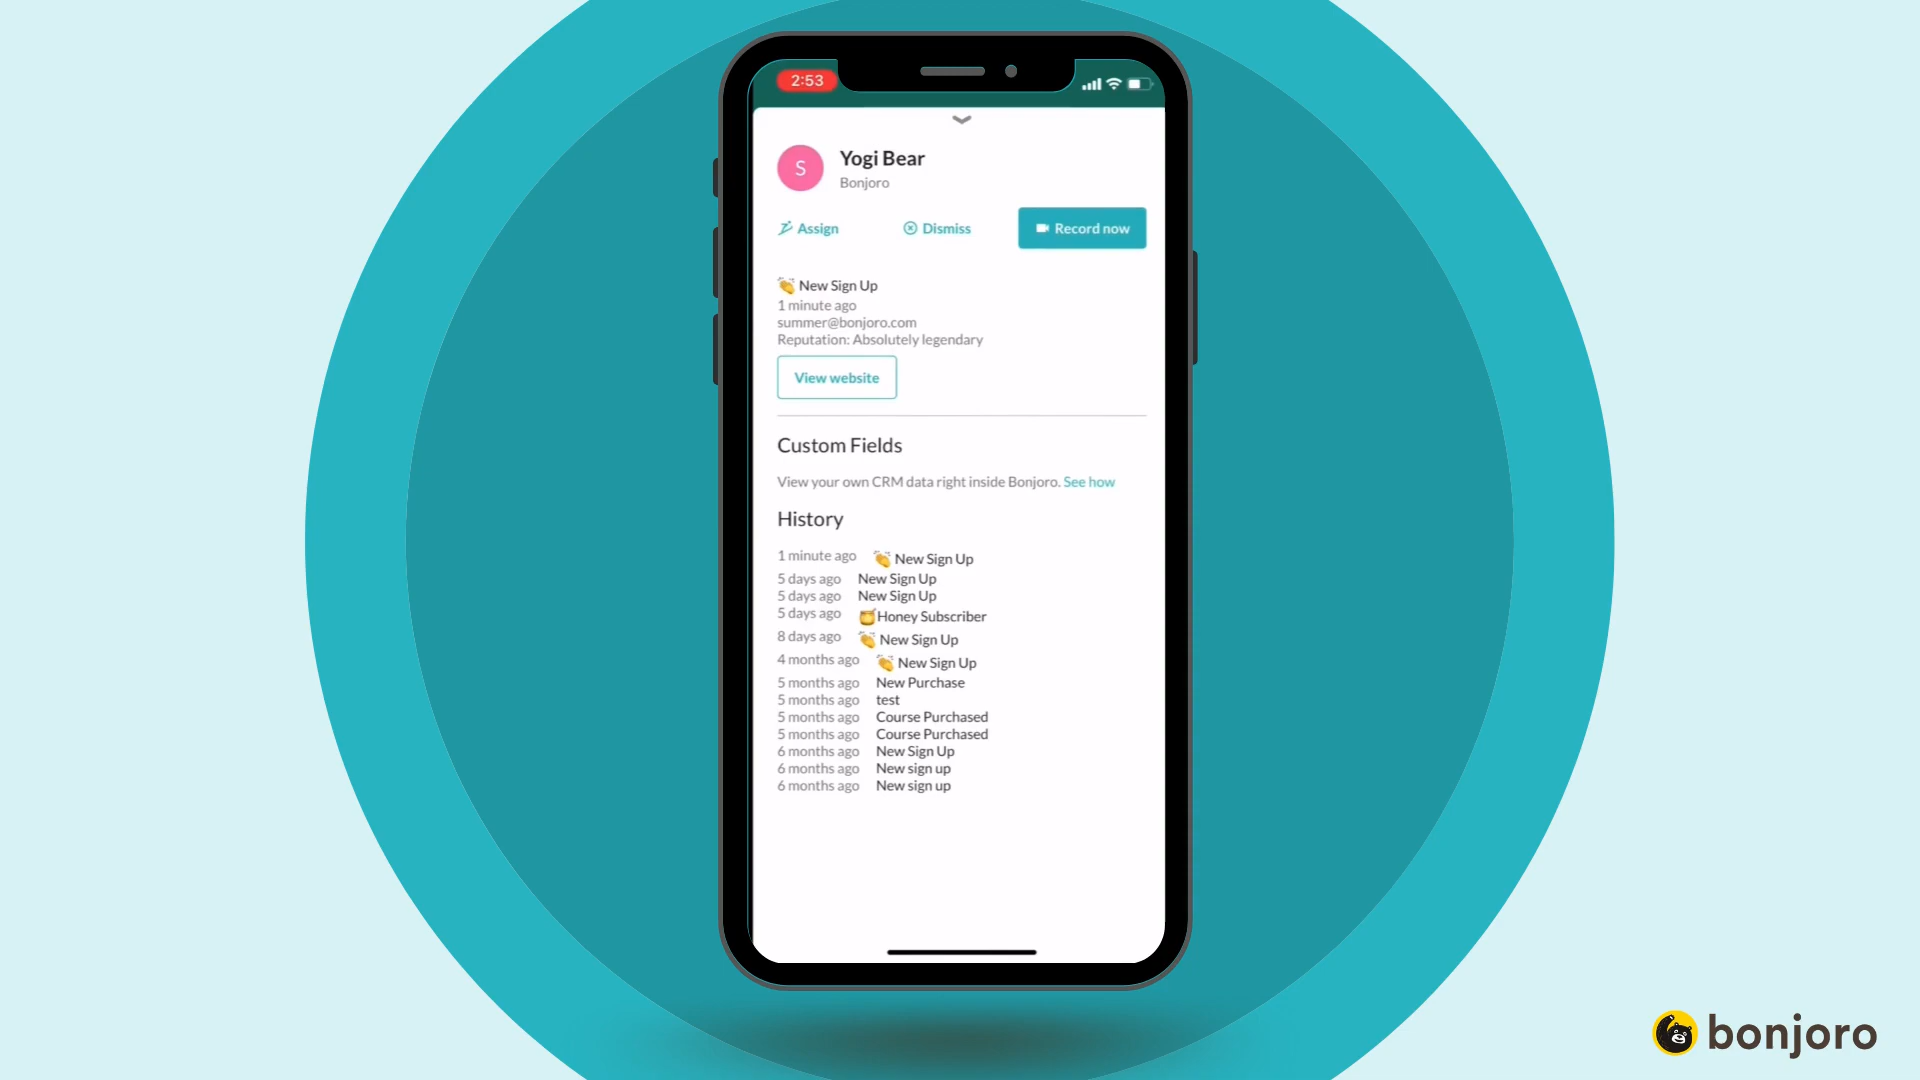 2:53
S
Yogi Bear
Bonjoro
Assign
Dismiss
Record now
New Sign Up
1 minute ago
summer@bonjoro.com
Reputation: Absolutely legendary
View website
Custom Fields
View your own CRM data right inside Bonjoro. See how
History
1 minute ago New Sign Up
5 days ago New Sign Up
5 days ago New Sign Up
5 days ago Honey Subscriber
8 days ago New Sign Up
4 months ago New Sign Up
5 months ago New Purchase
5 months ago test
5 months ago Course Purchased
5 months ago Course Purchased
6 months ago New Sign Up
6 months ago New sign up
6 months ago New sign up
bonjoro